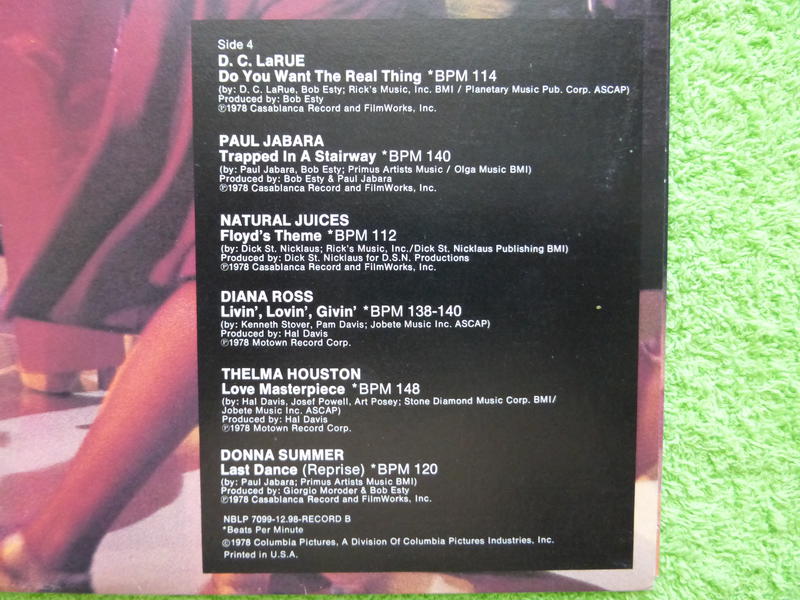 Side 4
D. C. LaRUE
Do You Want The Real Thing *BPM 114
(by: D. C. LaRue, Bob Esty; Rick's Music, Inc. BMI / Planetary Music Pub. Corp. ASCAP)
Produced by: Bob Esty
℗1978 Casablanca Record and FilmWorks, Inc.
PAUL JABARA
Trapped In A Stairway *BPM 140
(by: Paul Jabara, Bob Esty; Primus Artists Music / Olga Music BMI)
Produced by: Bob Esty & Paul Jabara
℗1978 Casablanca Record and FilmWorks, Inc.
NATURAL JUICES
Floyd's Theme *BPM 112
(by: Dick St. Nicklaus; Rick's Music, Inc./Dick St. Nicklaus Publishing BMI)
Produced by: Dick St. Nicklaus for D.S.N. Productions
℗1978 Casablanca Record and FilmWorks, Inc.
DIANA ROSS
Livin', Lovin', Givin' *BPM 138-140
(by: Kenneth Stover, Pam Davis; Jobete Music Inc. ASCAP)
Produced by: Hal Davis
℗1978 Motown Record Corp.
THELMA HOUSTON
Love Masterpiece *BPM 148
(by: Hal Davis, Josef Powell, Art Posey; Stone Diamond Music Corp. BMI/
Jobete Music Inc. ASCAP)
Produced by: Hal Davis
℗1978 Motown Record Corp.
DONNA SUMMER
Last Dance (Reprise) *BPM 120
(by: Paul Jabara; Primus Artists Music BMI)
Produced by: Giorgio Moroder & Bob Esty
℗1978 Casablanca Record and FilmWorks, Inc.
NBLP 7099-12.98-RECORD B
*Beats Per Minute
©1978 Columbia Pictures, A Division Of Columbia Pictures Industries, Inc.
Printed in U.S.A.